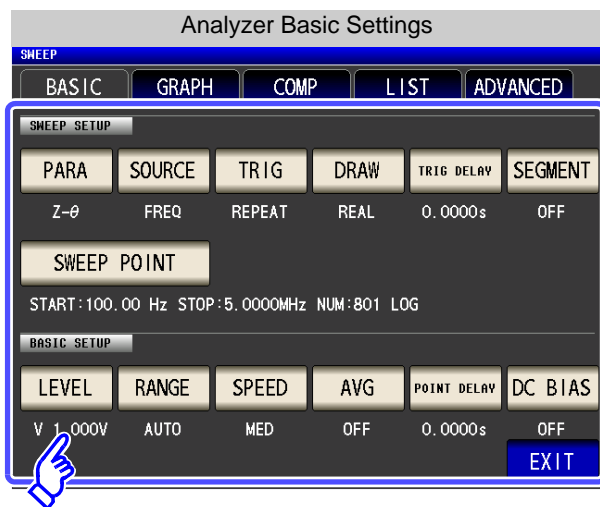 Analyzer Basic Settings
SWEEP
BASIC GRAPH COMP LIST ADVANCED
SWEEP SETUP
PARA SOURCE TRIG DRAW TRIG DELAY SEGMENT
Z-θ FREQ REPEAT REAL 0.0000s OFF
SWEEP POINT
START:100.00 Hz STOP:5.0000MHz NUM:801 LOG
BASIC SETUP
LEVEL RANGE SPEED AVG POINT DELAY DC BIAS
V 1.000V AUTO MED OFF 0.0000s OFF
EXIT